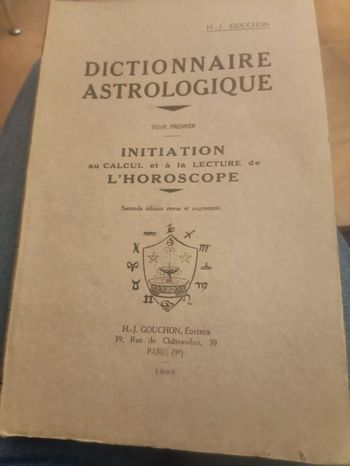 H.-J. GOUCHON
DICTIONNAIRE
ASTROLOGIQUE
TOME PREMIER
INITIATION
au CALCUL et à la LECTURE de
L'HOROSCOPE
Seconde édition revue et augmentée
H.-J. GOUCHON, Éditeur
39, Rue de Châteaudun, 39
PARIS (9e)